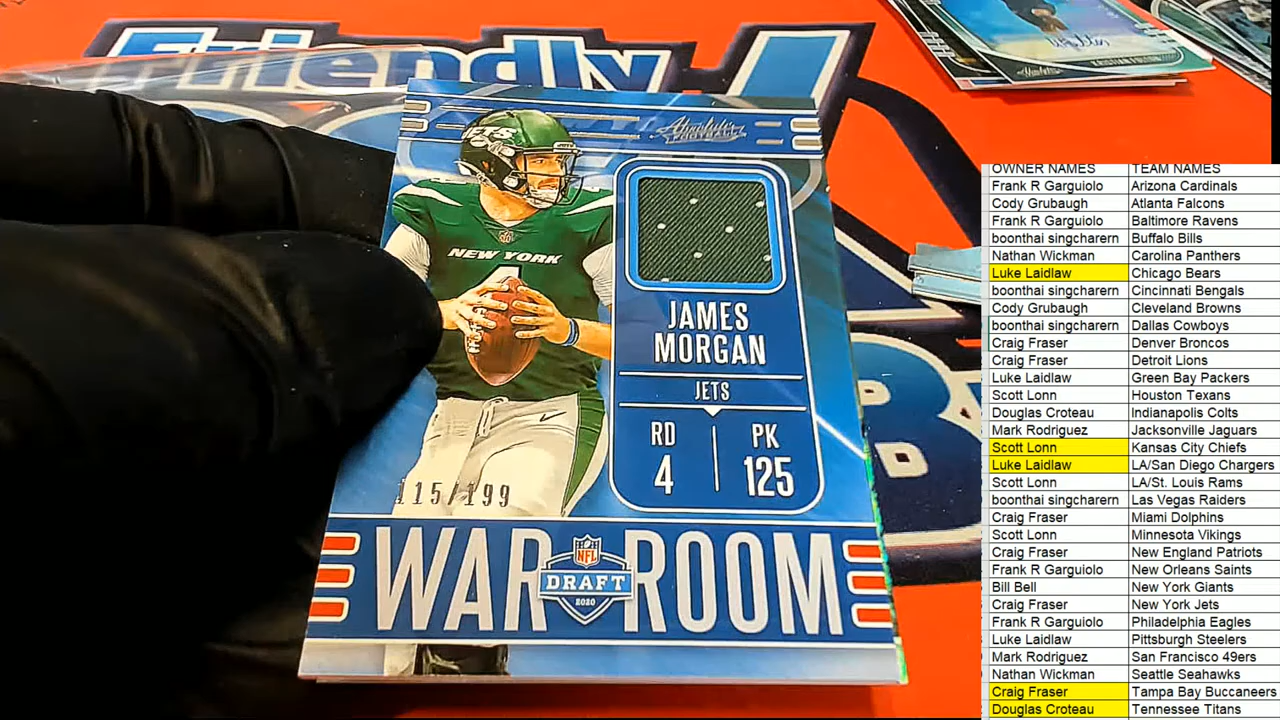 Friendly
JETS
Absolute
FOOTBALL
NEW YORK
4
JAMES
MORGAN
JETS
RD
PK
4
125
115/199
WAR ROOM
NFL
DRAFT
2020
OWNER NAMES TEAM NAMES
Frank R Garguiolo Arizona Cardinals
Cody Grubaugh Atlanta Falcons
Frank R Garguiolo Baltimore Ravens
boonthai singcharern Buffalo Bills
Nathan Wickman Carolina Panthers
Luke Laidlaw Chicago Bears
boonthai singcharern Cincinnati Bengals
Cody Grubaugh Cleveland Browns
boonthai singcharern Dallas Cowboys
Craig Fraser Denver Broncos
Craig Fraser Detroit Lions
Luke Laidlaw Green Bay Packers
Scott Lonn Houston Texans
Douglas Croteau Indianapolis Colts
Mark Rodriguez Jacksonville Jaguars
Scott Lonn Kansas City Chiefs
Luke Laidlaw LA/San Diego Chargers
Scott Lonn LA/St. Louis Rams
boonthai singcharern Las Vegas Raiders
Craig Fraser Miami Dolphins
Scott Lonn Minnesota Vikings
Craig Fraser New England Patriots
Frank R Garguiolo New Orleans Saints
Bill Bell New York Giants
Craig Fraser New York Jets
Frank R Garguiolo Philadelphia Eagles
Luke Laidlaw Pittsburgh Steelers
Mark Rodriguez San Francisco 49ers
Nathan Wickman Seattle Seahawks
Craig Fraser Tampa Bay Buccaneers
Douglas Croteau Tennessee Titans